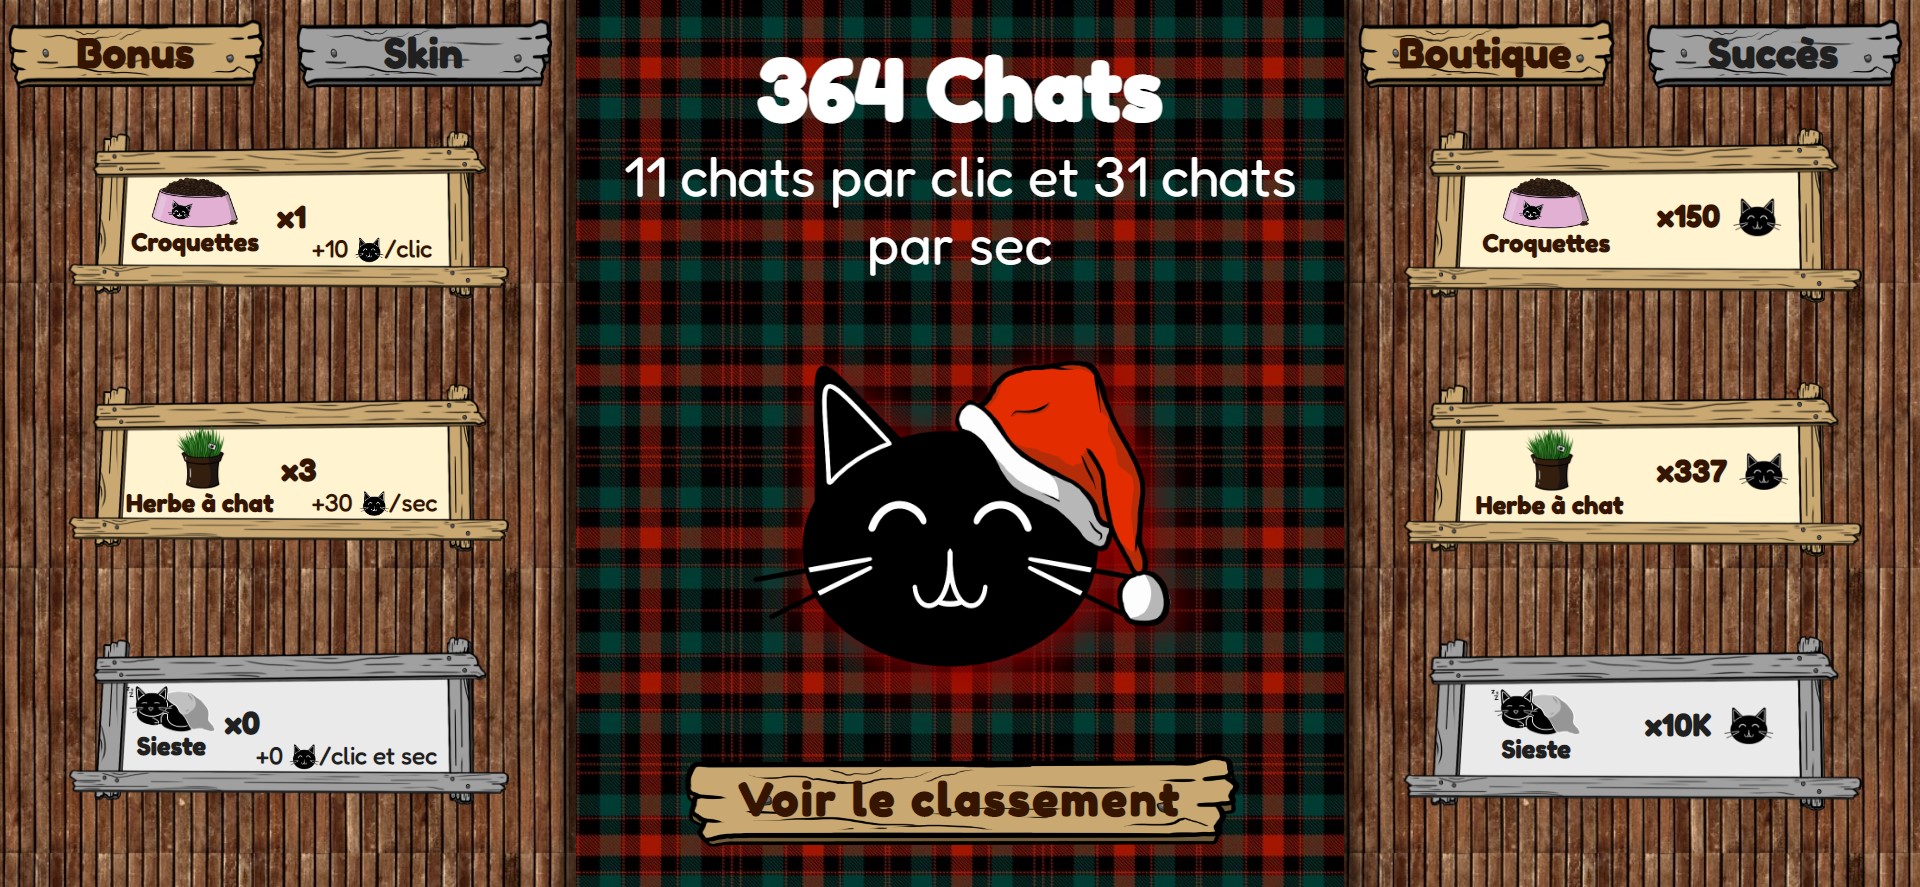 Bonus
Skin
Croquettes
x1
+10 /clic
Herbe à chat
x3
+30 /sec
Sieste
x0
+0 /clic et sec
364 Chats
11 chats par clic et 31 chats
par sec
Voir le classement
Boutique
Succès
Croquettes
x150
Herbe à chat
x337
Sieste
x10K